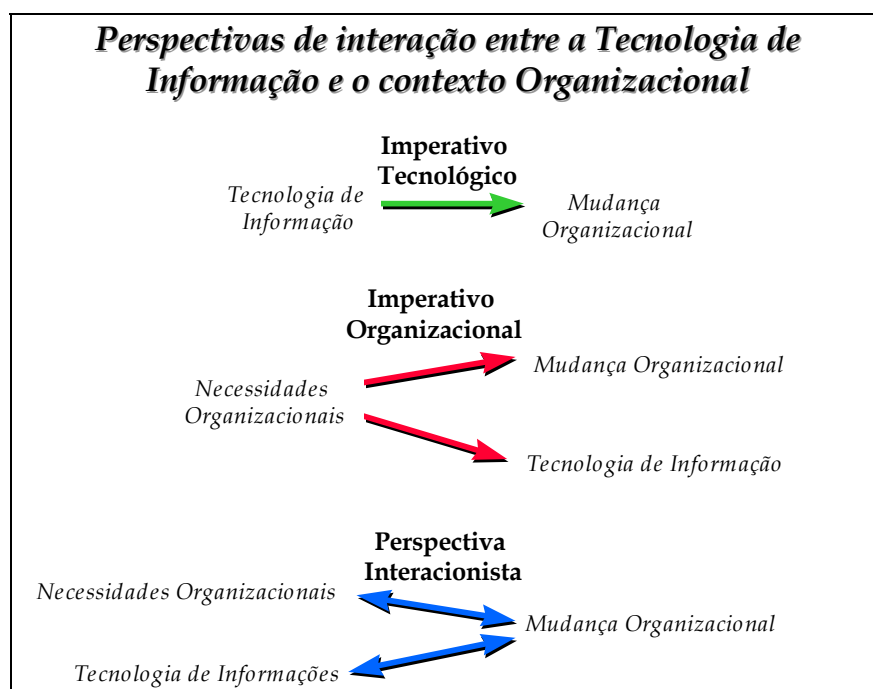 Perspectivas de interação entre a Tecnologia de
Informação e o contexto Organizacional
Imperativo
Tecnológico
Tecnologia de
Informação
Mudança
Organizacional
Imperativo
Organizacional
Necessidades
Organizacionais
Mudança Organizacional
Tecnologia de Informação
Perspectiva
Interacionista
Necessidades Organizacionais
Mudança Organizacional
Tecnologia de Informações